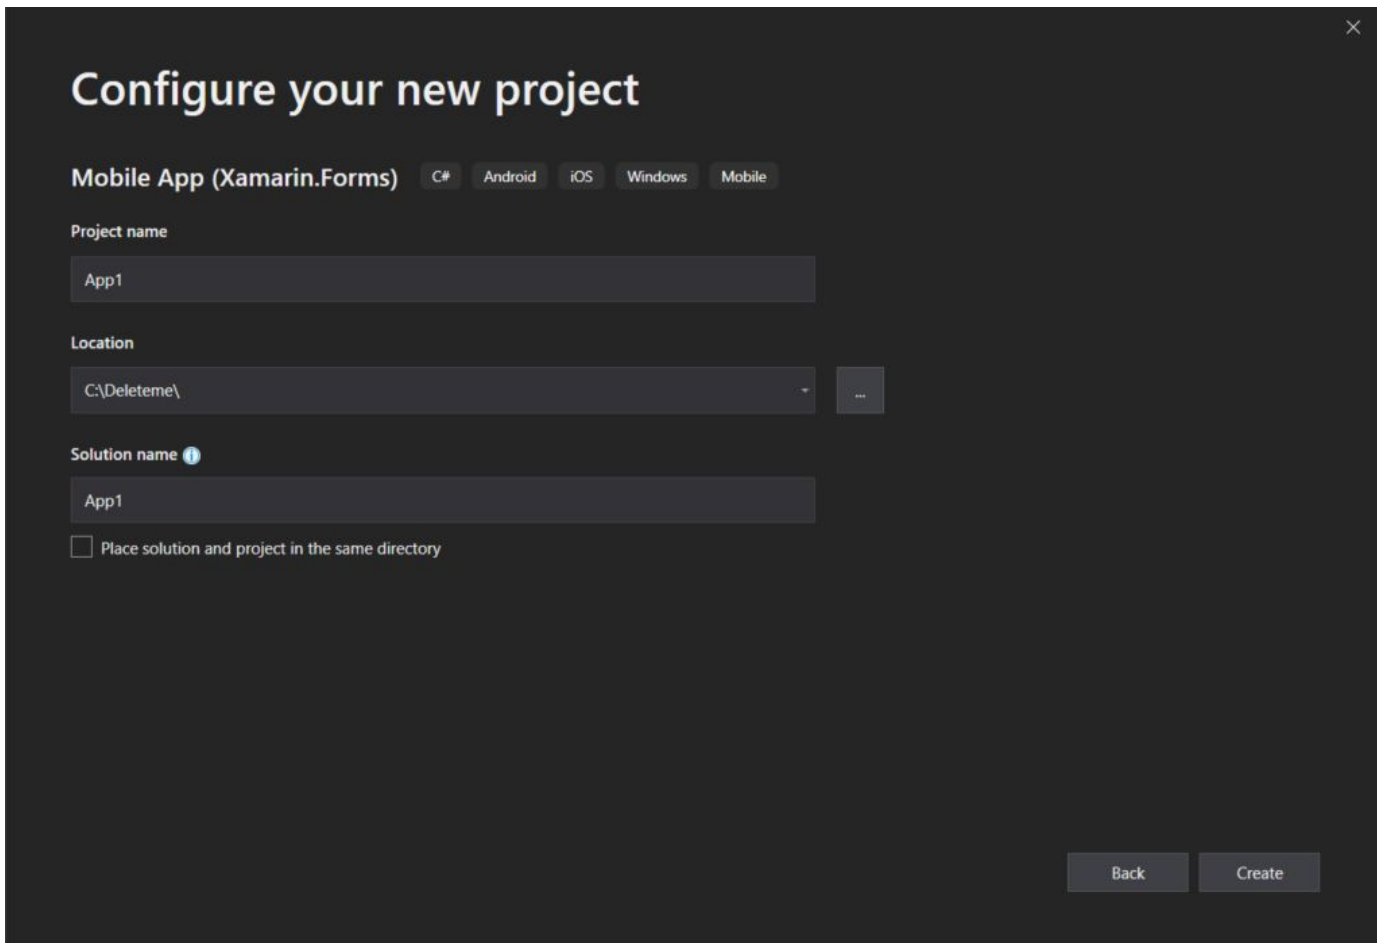 Configure your new project
Mobile App (Xamarin.Forms) C# Android iOS Windows Mobile
Project name
App1
Location
C:\Deleteme\
...
Solution name
App1
Place solution and project in the same directory
Back Create